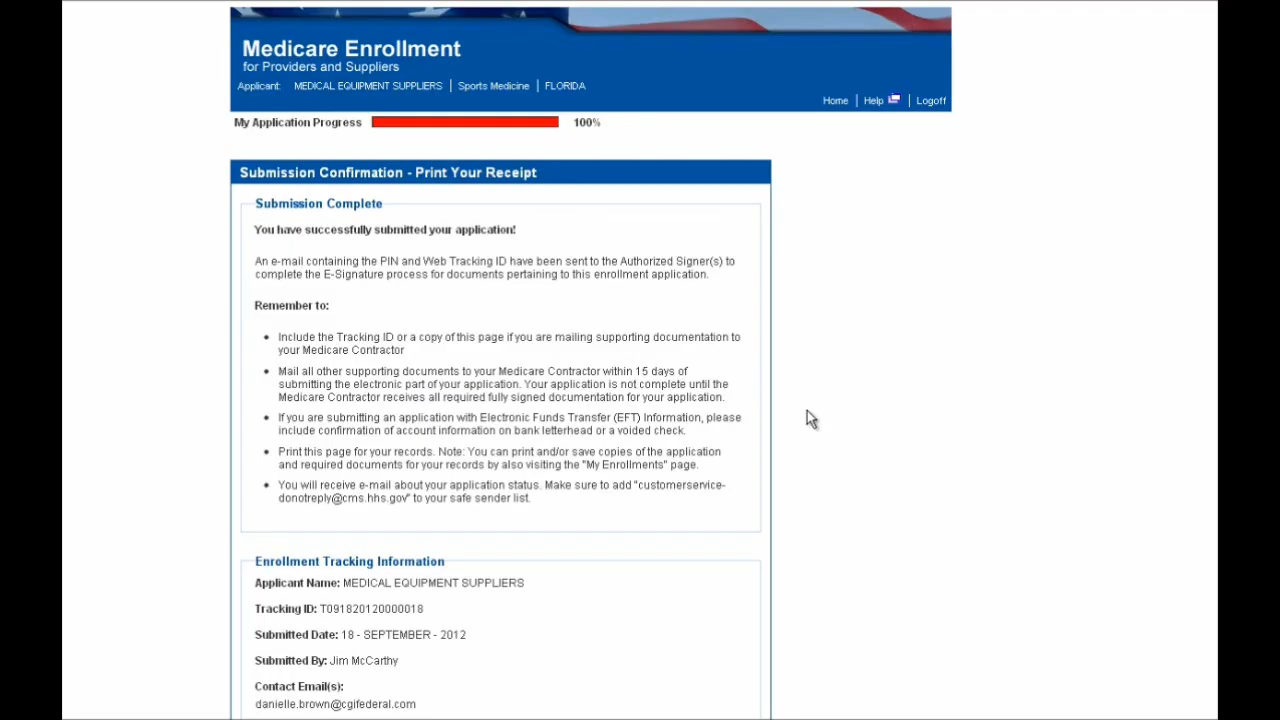 Medicare Enrollment
for Providers and Suppliers
Applicant: MEDICAL EQUIPMENT SUPPLIERS | Sports Medicine | FLORIDA
Home | Help | Logoff
My Application Progress 100%
Submission Confirmation - Print Your Receipt
Submission Complete
You have successfully submitted your application!
An e-mail containing the PIN and Web Tracking ID have been sent to the Authorized Signer(s) to
complete the E-Signature process for documents pertaining to this enrollment application.
Remember to:
• Include the Tracking ID or a copy of this page if you are mailing supporting documentation to
your Medicare Contractor
• Mail all other supporting documents to your Medicare Contractor within 15 days of
submitting the electronic part of your application. Your application is not complete until the
Medicare Contractor receives all required fully signed documentation for your application.
• If you are submitting an application with Electronic Funds Transfer (EFT) Information, please
include confirmation of account information on bank letterhead or a voided check.
• Print this page for your records. Note: You can print and/or save copies of the application
and required documents for your records by also visiting the "My Enrollments" page.
• You will receive e-mail about your application status. Make sure to add "customerservice-
donotreply@cms.hhs.gov" to your safe sender list.
Enrollment Tracking Information
Applicant Name: MEDICAL EQUIPMENT SUPPLIERS
Tracking ID: T091820120000018
Submitted Date: 18 - SEPTEMBER - 2012
Submitted By: Jim McCarthy
Contact Email(s):
danielle.brown@cgifederal.com